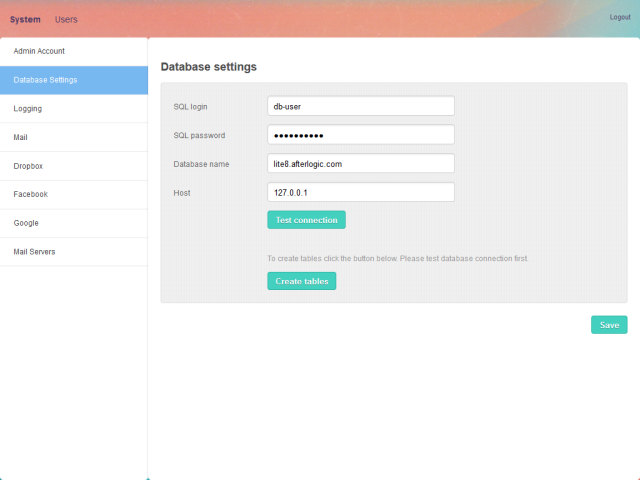 System Users Logout
Admin Account
Database Settings
Logging
Mail
Dropbox
Facebook
Google
Mail Servers
Database settings
SQL login db-user
SQL password ●●●●●●●●●●
Database name lite8.afterlogic.com
Host 127.0.0.1
Test connection
To create tables click the button below. Please test database connection first.
Create tables
Save